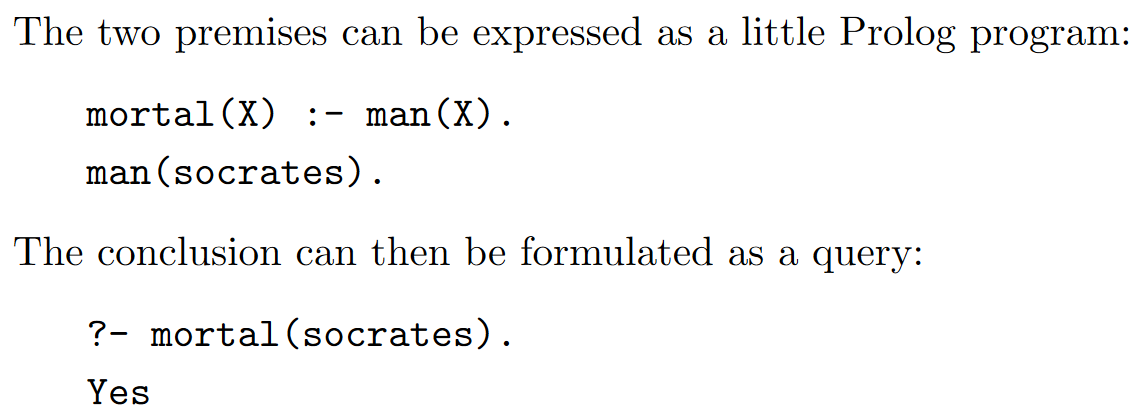 The two premises can be expressed as a little Prolog program:
mortal(X) :- man(X).
man(socrates).
The conclusion can then be formulated as a query:
?- mortal(socrates).
Yes